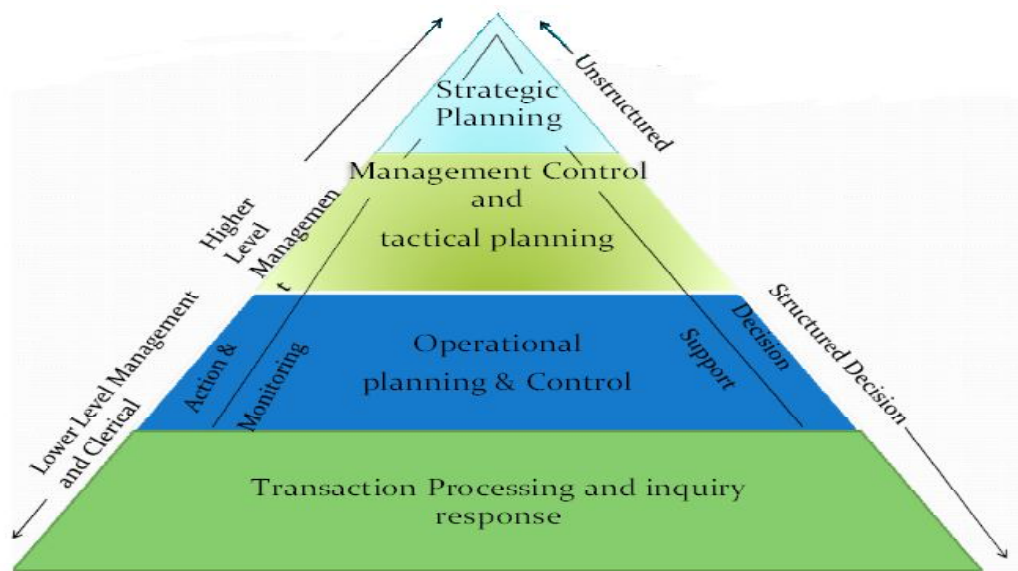 Strategic
Planning
Unstructured
Management Control
and
tactical planning
Higher
Level
Managemen
t
Operational
planning & Control
Action &
Monitoring
Decision
Support
Structured Decision
Lower Level Management
and Clerical
Transaction Processing and inquiry
response